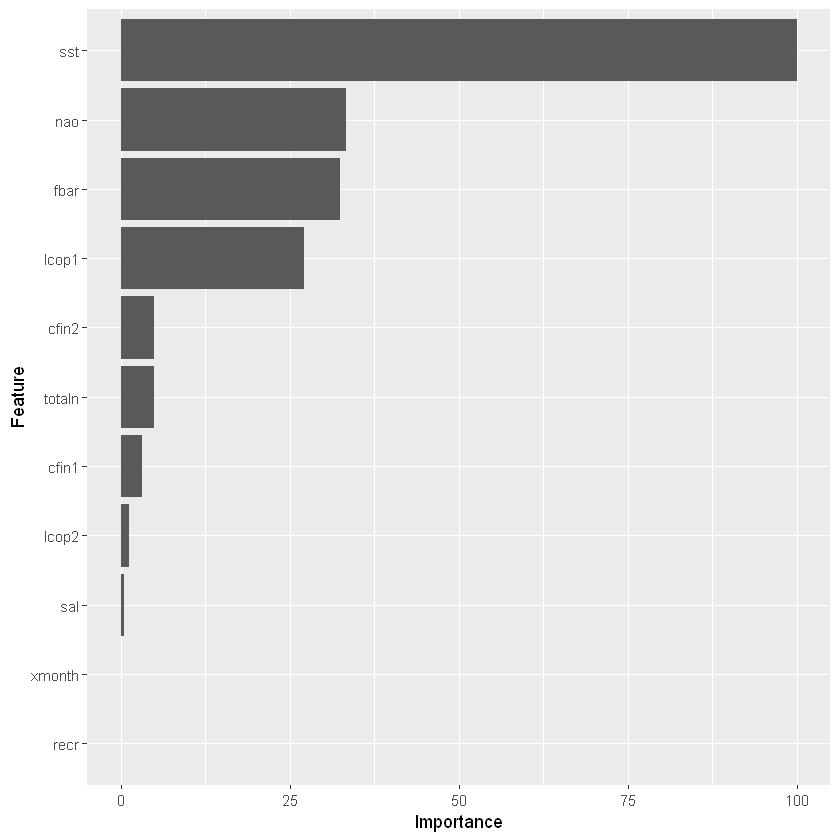 sst
nao
fbar
lcop1
cfin2
totaln
cfin1
lcop2
sal
xmonth
recr
Feature
0 25 50 75 100
Importance